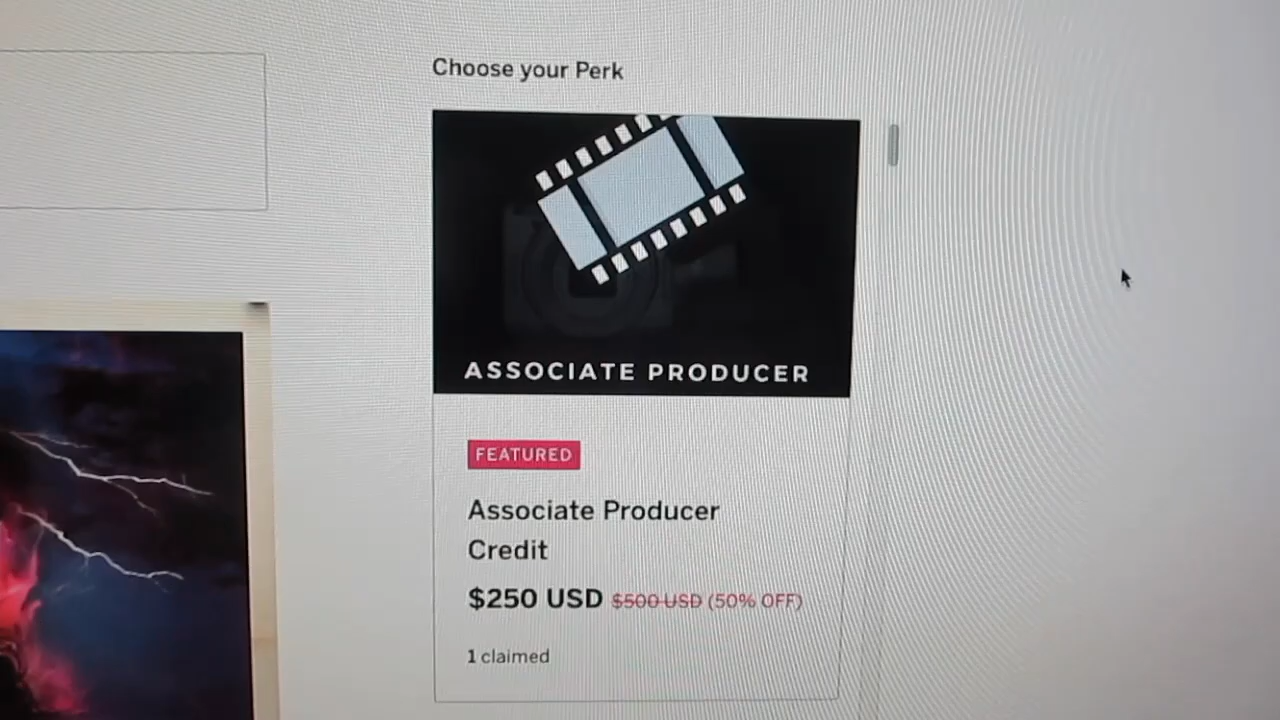 Choose your Perk
ASSOCIATE PRODUCER
FEATURED
Associate Producer
Credit
$250 USD $500 USD (50% OFF)
1 claimed